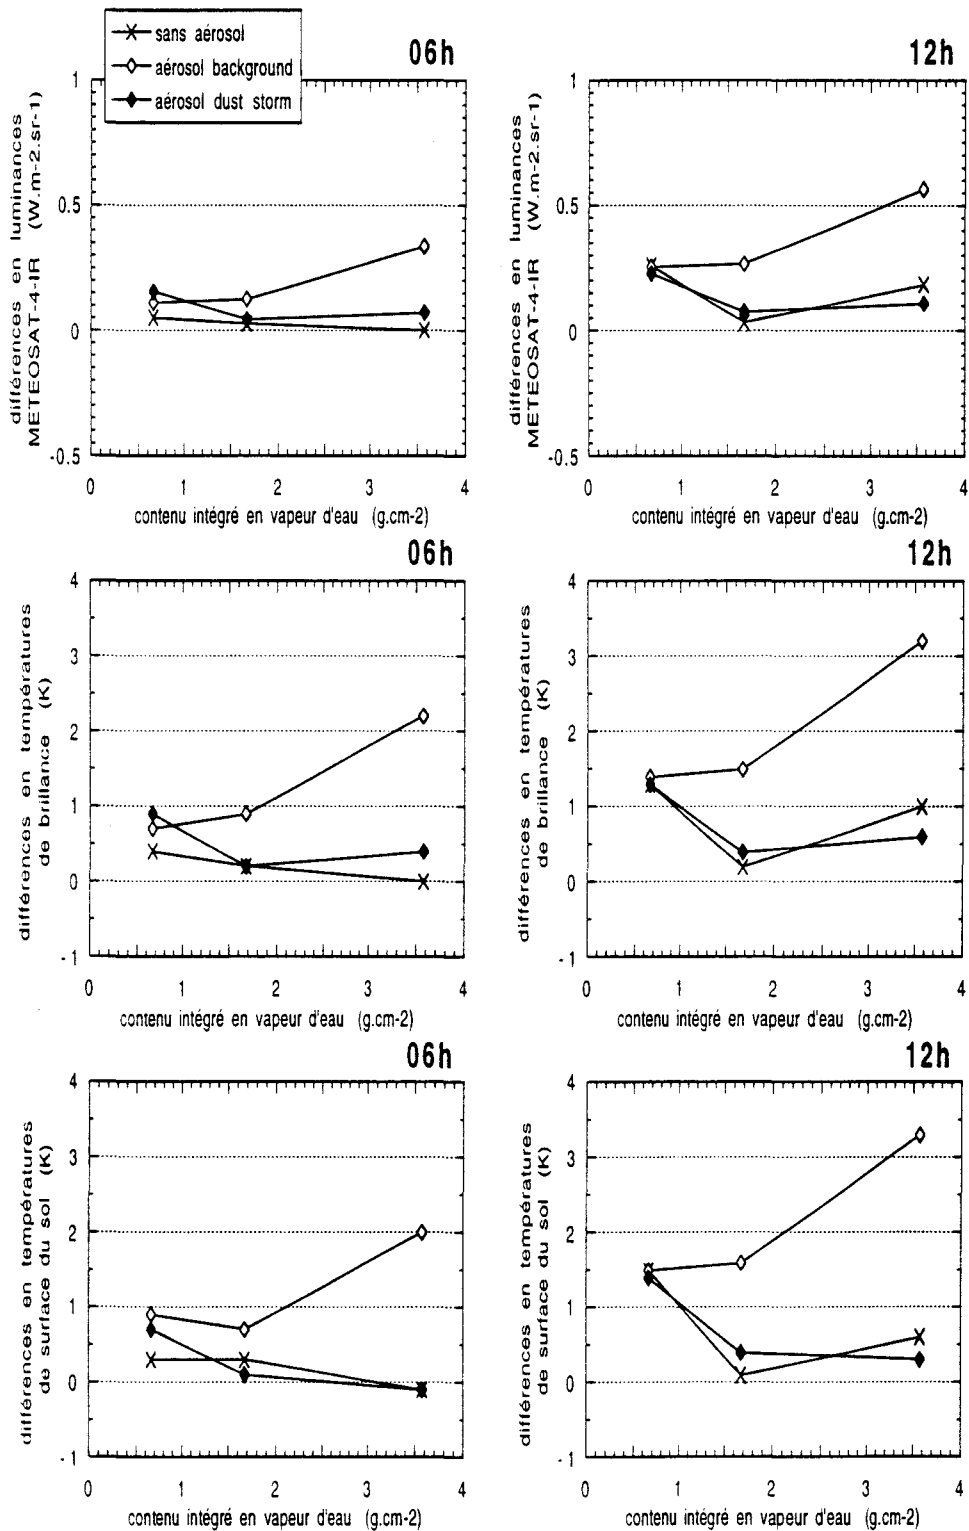 sans aérosol
aérosol background
aérosol dust storm
06h
différences en luminances
METEOSAT-4-IR (W.m-2.sr-1)
1
0.5
0
-0.5
0 1 2 3 4
contenu intégré en vapeur d'eau (g.cm-2)
12h
différences en luminances
METEOSAT-4-IR (W.m-2.sr-1)
1
0.5
0
-0.5
0 1 2 3 4
contenu intégré en vapeur d'eau (g.cm-2)
06h
différences en températures
de brillance (K)
4
3
2
1
0
-1
0 1 2 3 4
contenu intégré en vapeur d'eau (g.cm-2)
12h
différences en températures
de brillance (K)
4
3
2
1
0
-1
0 1 2 3 4
contenu intégré en vapeur d'eau (g.cm-2)
06h
différences en températures
de surface du sol (K)
4
3
2
1
0
-1
0 1 2 3 4
contenu intégré en vapeur d'eau (g.cm-2)
12h
différences en températures
de surface du sol (K)
4
3
2
1
0
-1
0 1 2 3 4
contenu intégré en vapeur d'eau (g.cm-2)